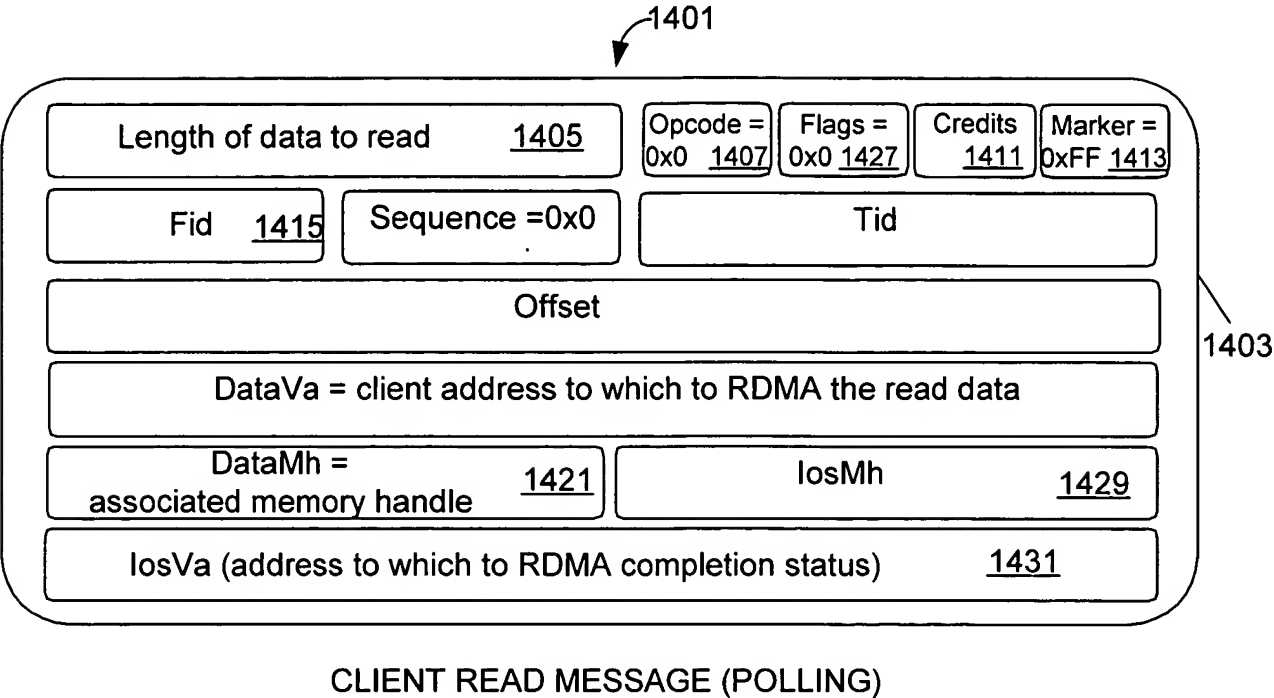 1401
Length of data to read 1405
Opcode =
0x0 1407
Flags =
0x0 1427
Credits
1411
Marker =
0xFF 1413
Fid 1415
Sequence =0x0
Tid
Offset
1403
DataVa = client address to which to RDMA the read data
DataMh =
associated memory handle 1421
IosMh 1429
IosVa (address to which to RDMA completion status) 1431
CLIENT READ MESSAGE (POLLING)